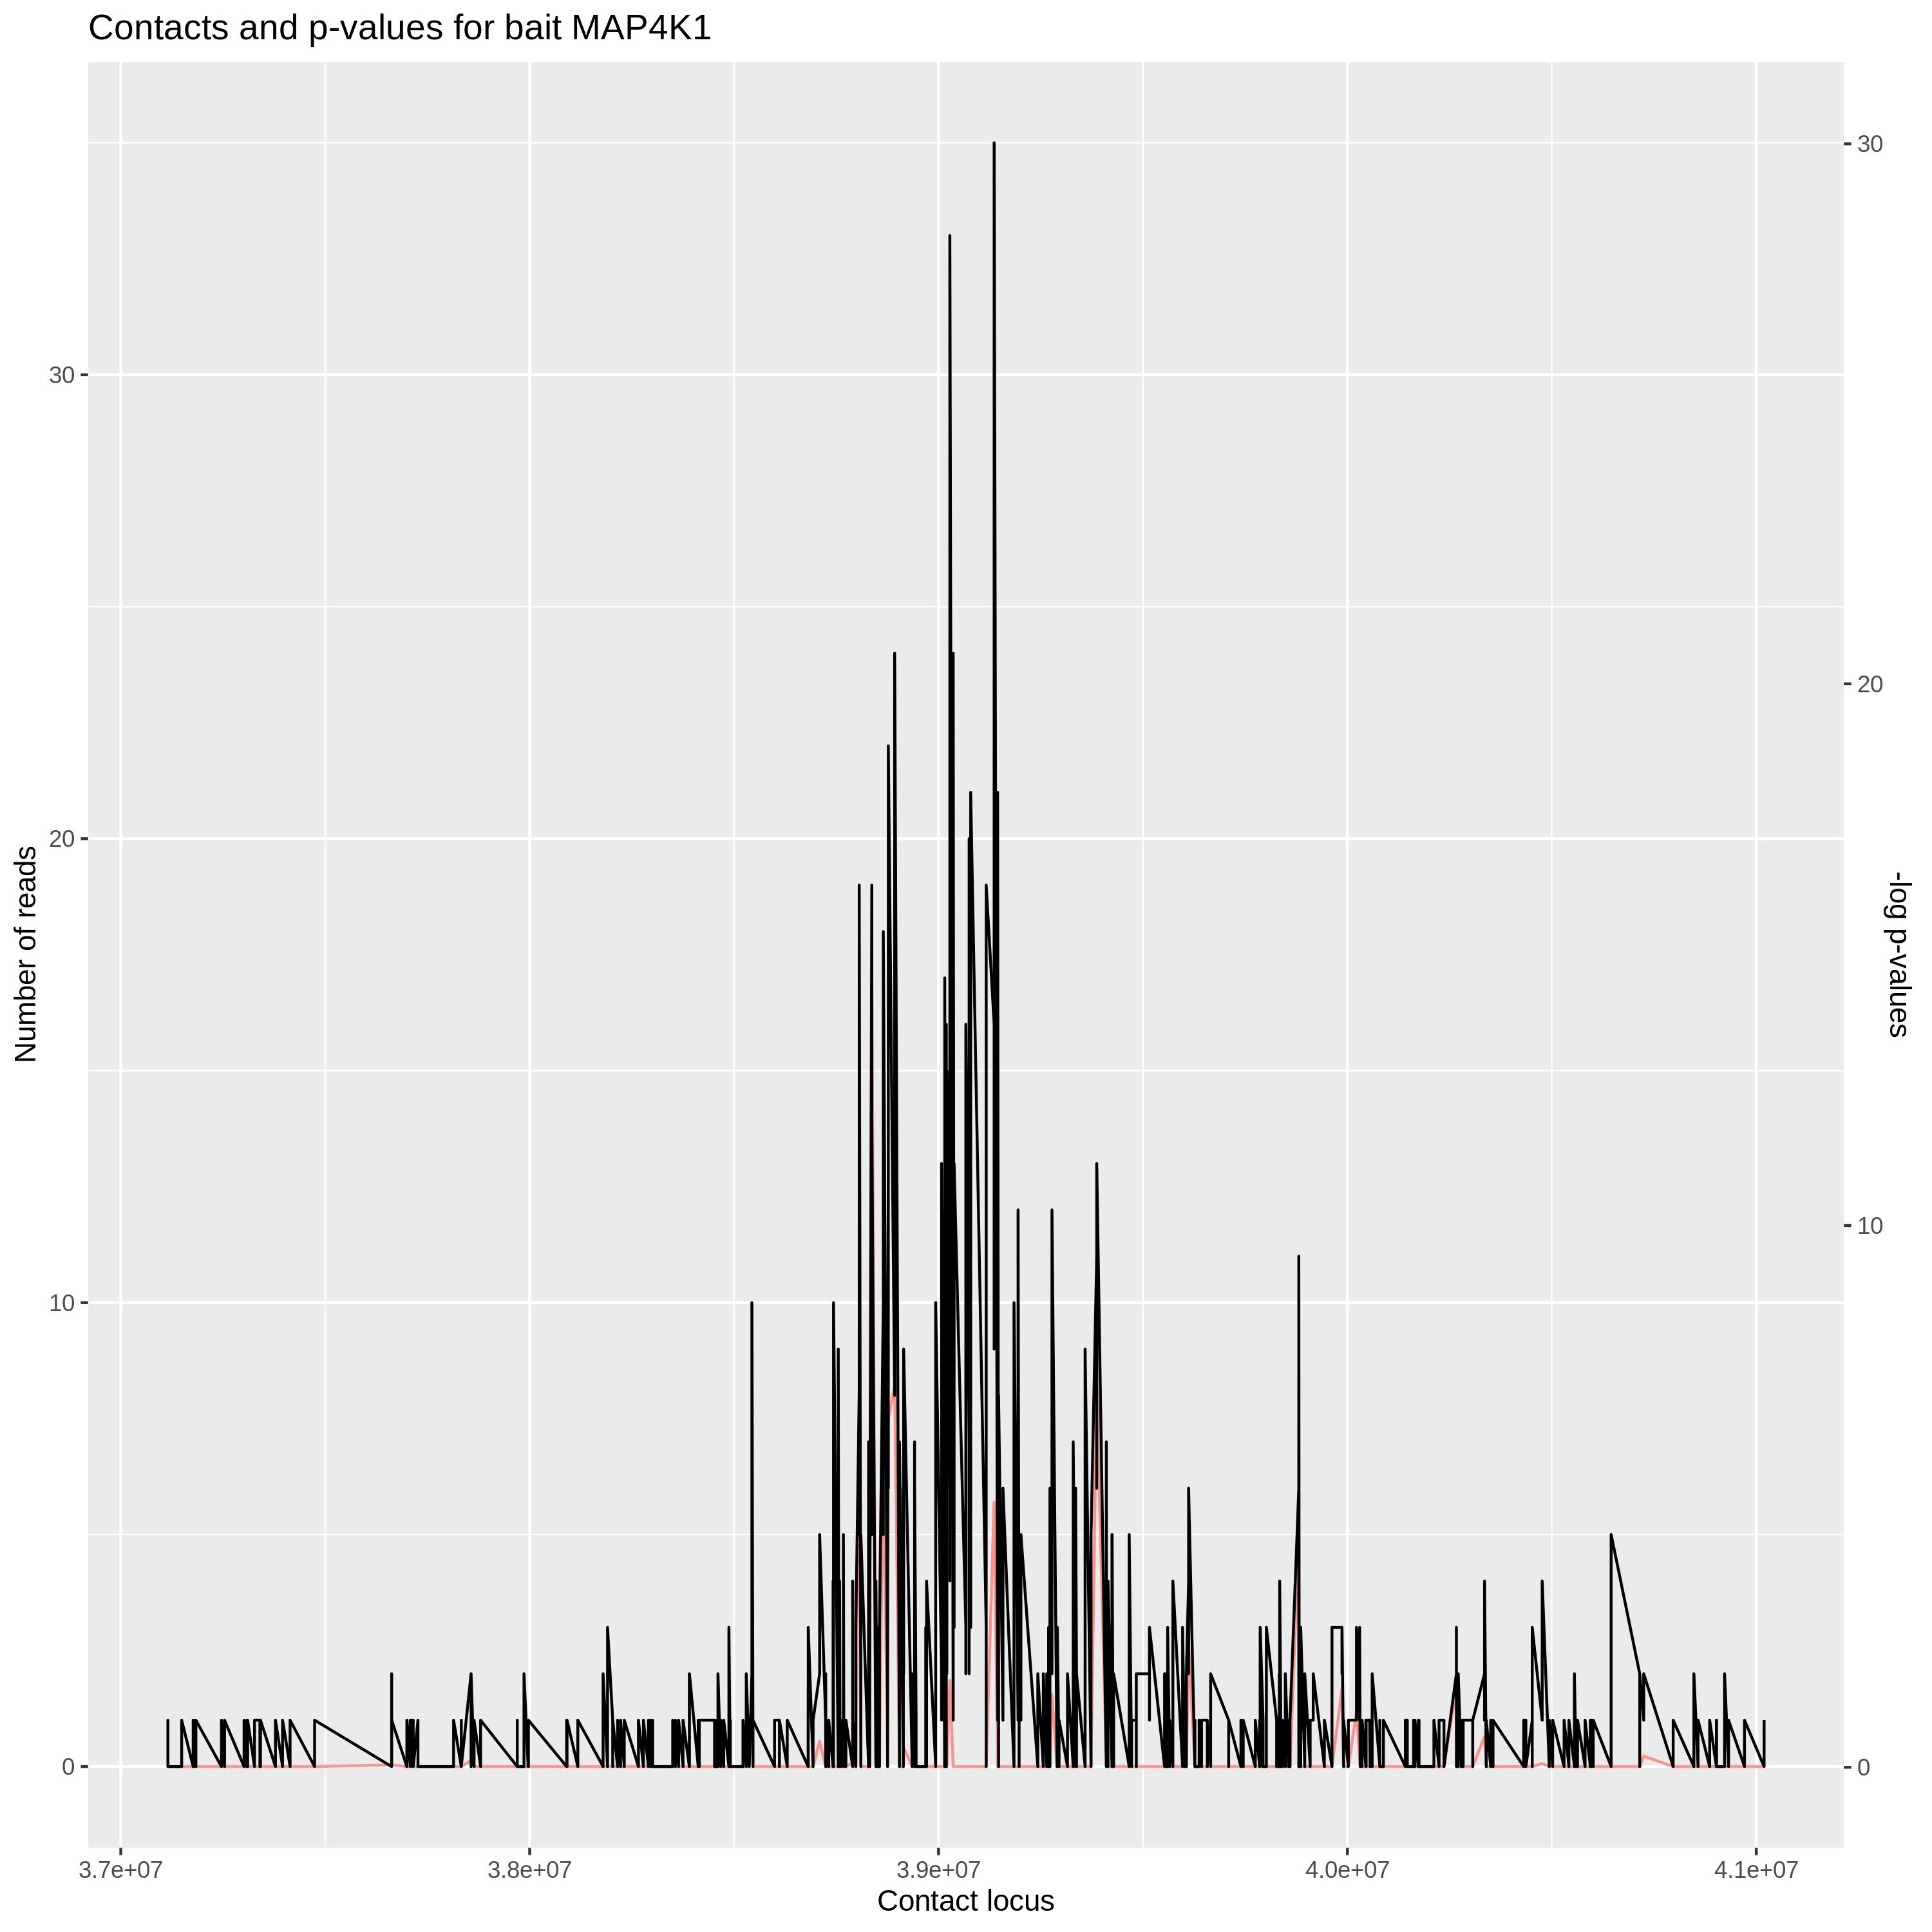 Contacts and p-values for bait MAP4K1
Number of reads
30
20
10
0
30
20
10
0
-log p-values
3.7e+07
3.8e+07
3.9e+07
4.0e+07
4.1e+07
Contact locus